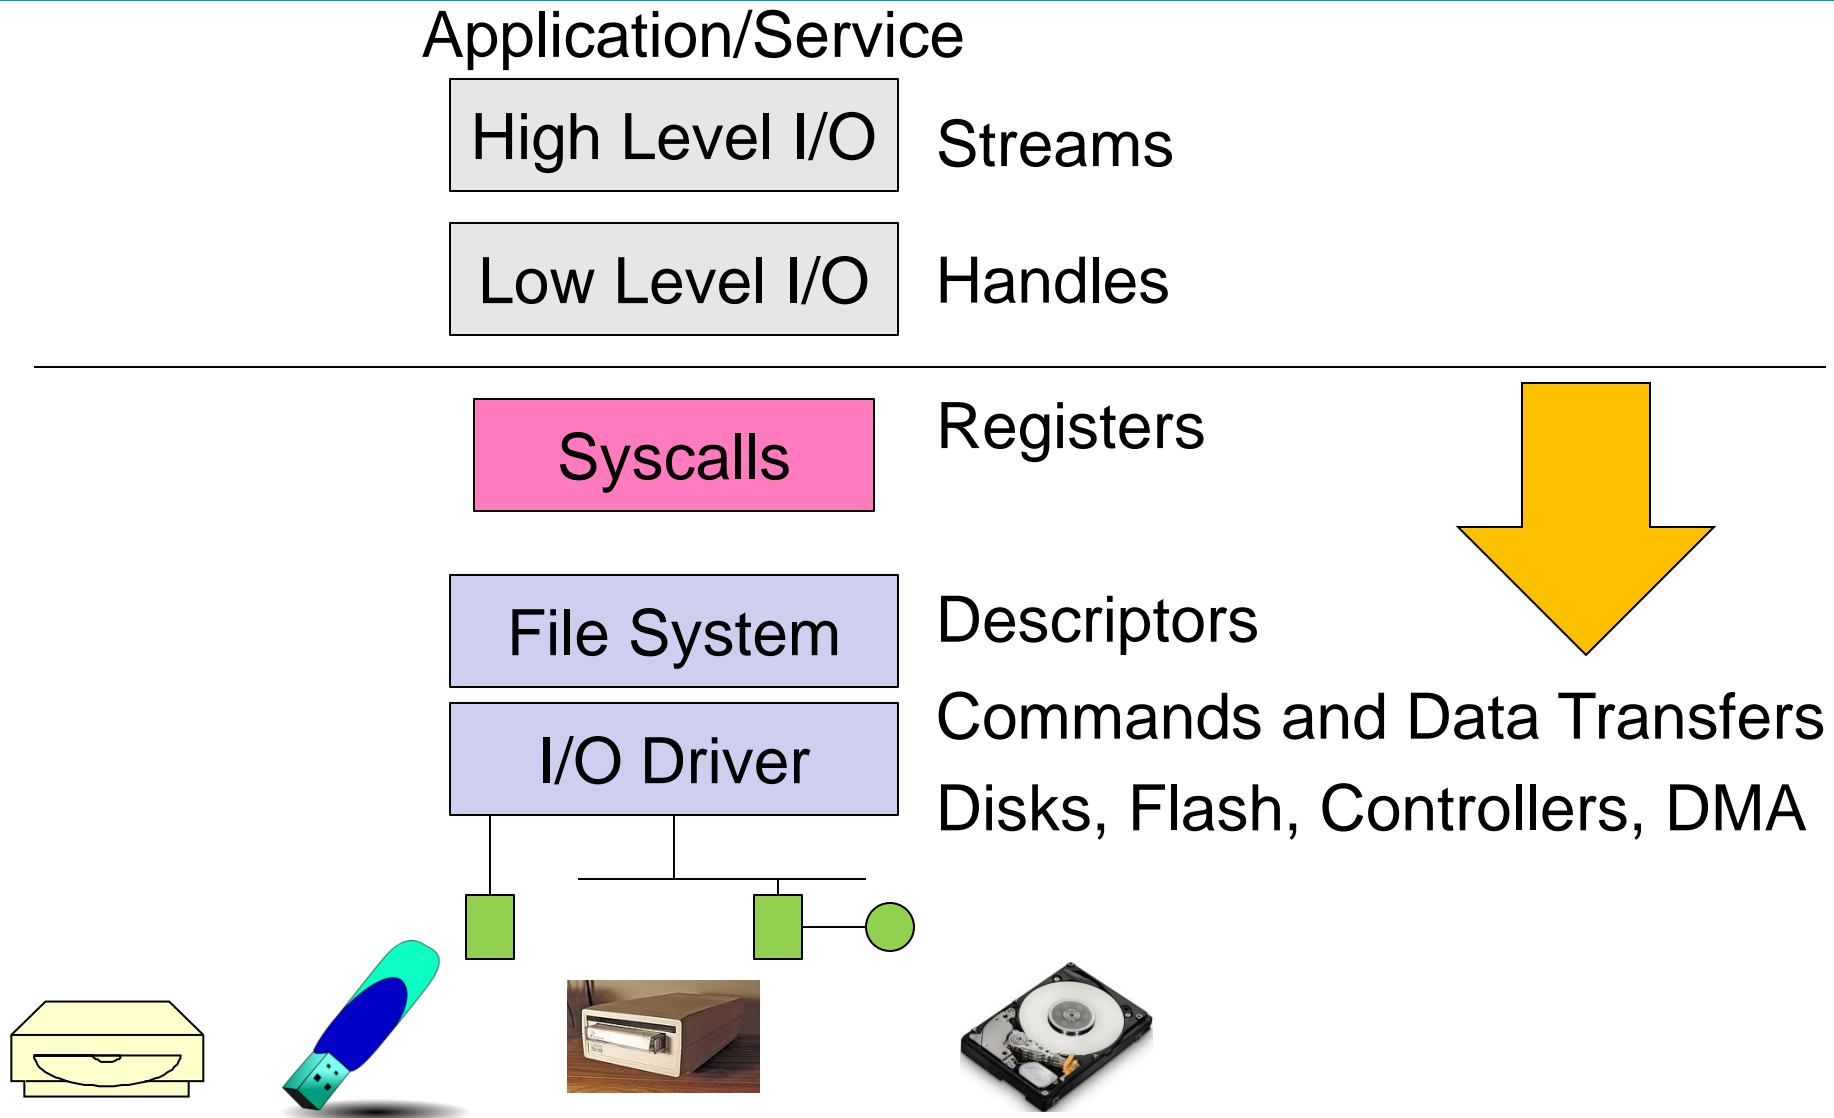 Application/Service
High Level I/O
Streams
Low Level I/O
Handles
Syscalls
Registers
File System
Descriptors
I/O Driver
Commands and Data Transfers
Disks, Flash, Controllers, DMA